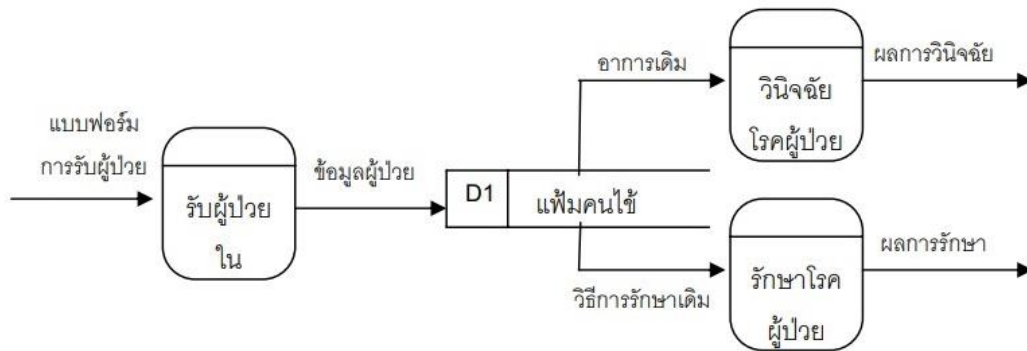 แบบฟอร์ม
การรับผู้ป่วย
รับผู้ป่วย
ใน
ข้อมูลผู้ป่วย
D1
แฟ้มคนไข้
อาการเดิม
วินิจฉัย
โรคผู้ป่วย
ผลการวินิจฉัย
วิธีการรักษาเดิม
รักษาโรค
ผู้ป่วย
ผลการรักษา